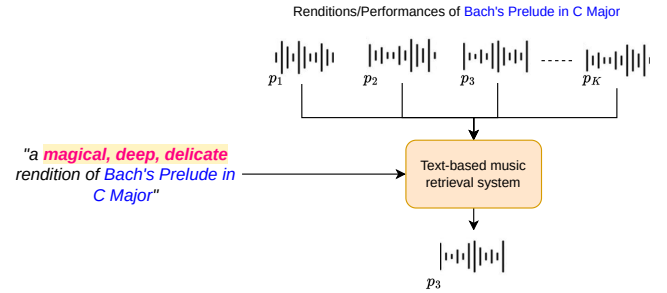 Renditions/Performances of Bach's Prelude in C Major
p1
p2
p3
pK
"a magical, deep, delicate
rendition of Bach's Prelude in
C Major"
Text-based music
retrieval system
p3